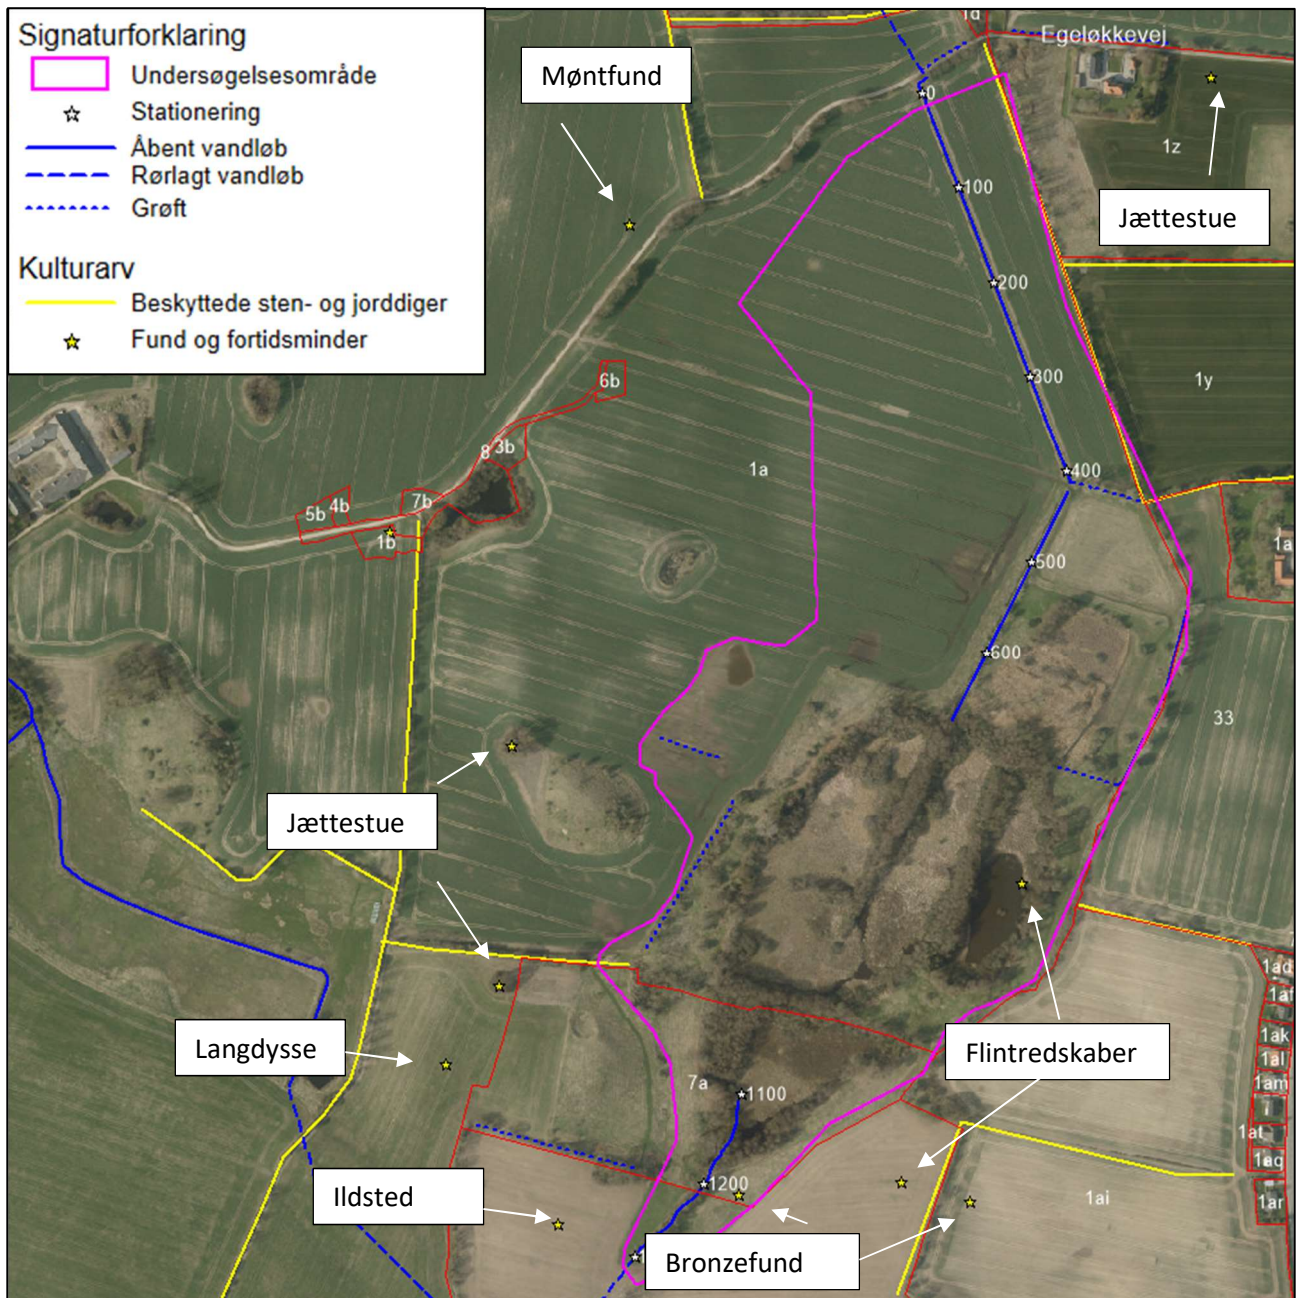 Signaturforklaring
Undersøgelsesområde
Stationering
Åbent vandløb
Rørlagt vandløb
Grøft
Kulturarv
Beskyttede sten- og jorddiger
Fund og fortidsminder
Møntfund
1d
Egeløkkevej
0
1z
Jættestue
100
200
300
1y
6b
8
3b
1a
400
7b
4b
5b
1b
500
1a
600
33
Jættestue
1ad
1af
Langdysse
Flintredskaber
1ak
1al
1am
7a
1100
1at
1aq
1200
Ildsted
1ai
1ar
Bronzefund